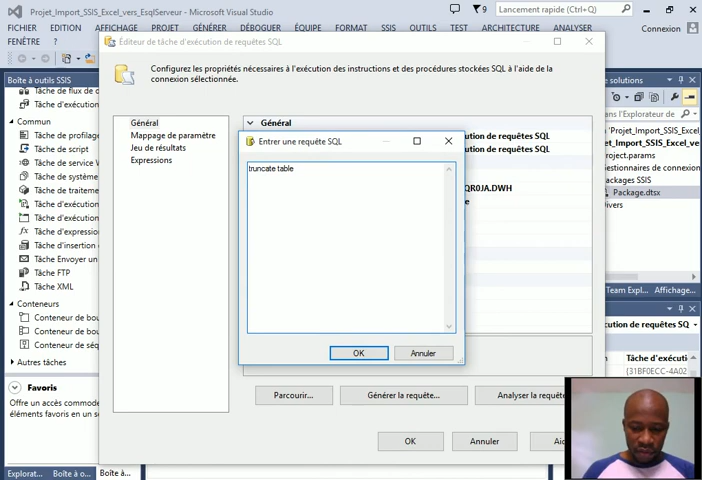 Projet_Import_SSIS_Excel_vers_EsqlServeur - Microsoft Visual Studio
9
Lancement rapide (Ctrl+Q)
FICHIER EDITION AFFICHAGE PROJET GÉNÉRER DÉBOGUER ÉQUIPE FORMAT SSIS OUTILS TEST ARCHITECTURE ANALYSER
Connexion
FENÊTRE ?
Boîte à outils SSIS
Tâche de flux de
Tâche d'exécution
Commun
Tâche de profilage
Tâche de script
Tâche de service
Tâche de système
Tâche de traiteme
Tâche d'exécution
Tâche d'exécution
Tâche d'expression
Tâche d'insertion
Tâche Envoyer un
Tâche FTP
Tâche XML
Conteneurs
Conteneur de bou
Conteneur de bou
Conteneur de séq
Autres tâches
Favoris
Offre un accès commode
éléments favoris en un s
Explorat...
Boîte à o...
Boîte à...
Éditeur de tâche d'exécution de requêtes SQL
Configurez les propriétés nécessaires à l'exécution des instructions et des procédures stockées SQL à l'aide de la
connexion sélectionnée.
Général
Mappage de paramètre
Jeu de résultats
Expressions
Général
ution de requêtes SQL
ution de requêtes SQL
QR0JA.DWH
e
Entrer une requête SQL
truncate table
OK
Annuler
Parcourir...
Générer la requête...
Analyser la requête
OK
Annuler
Ai
e solutions
ans l'Explorateur de
'Projet_Import_SSIS_Excel
et_Import_SSIS_Excel_ve
roject.params
estionnaires de connexion
ackages SSIS
Package.dtsx
ivers
Team Expl...
Affichage...
cution de requêtes SQ
Tâche d'exécuti
{31BF0ECC-4A02